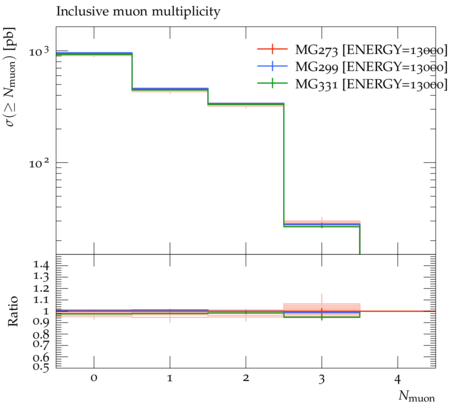 Inclusive muon multiplicity
σ(≥ N_muon) [pb]
10³
10²
MG273 [ENERGY=13000]
MG299 [ENERGY=13000]
MG331 [ENERGY=13000]
Ratio
1.4
1.3
1.2
1.1
1
0.9
0.8
0.7
0.6
0.5
0 1 2 3 4
N_muon